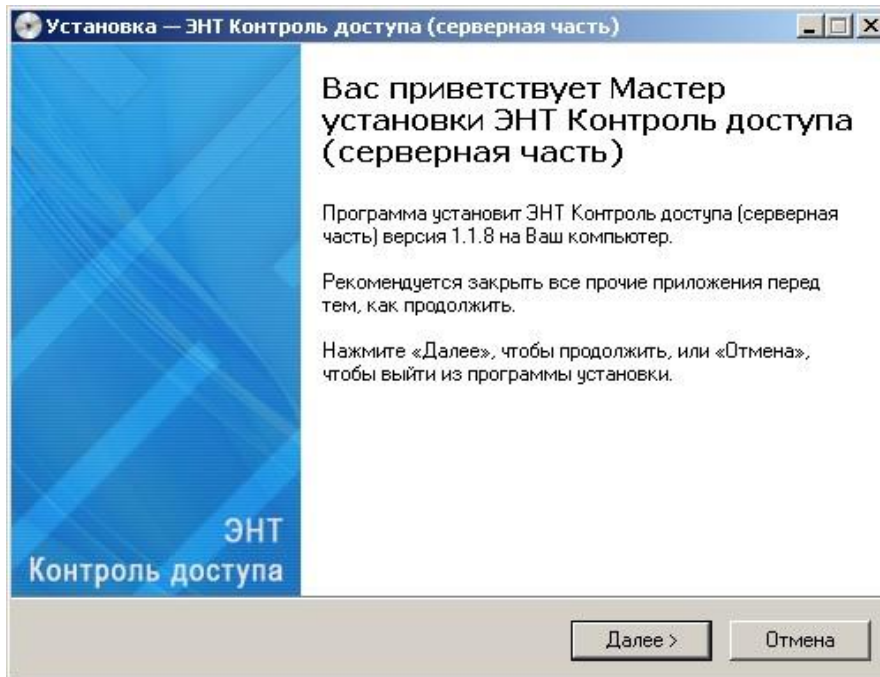 Установка — ЭНТ Контроль доступа (серверная часть)
Вас приветствует Мастер
установки ЭНТ Контроль доступа
(серверная часть)
Программа установит ЭНТ Контроль доступа (серверная
часть) версия 1.1.8 на Ваш компьютер.
Рекомендуется закрыть все прочие приложения перед
тем, как продолжить.
Нажмите «Далее», чтобы продолжить, или «Отмена»,
чтобы выйти из программы установки.
ЭНТ
Контроль доступа
Далее >
Отмена